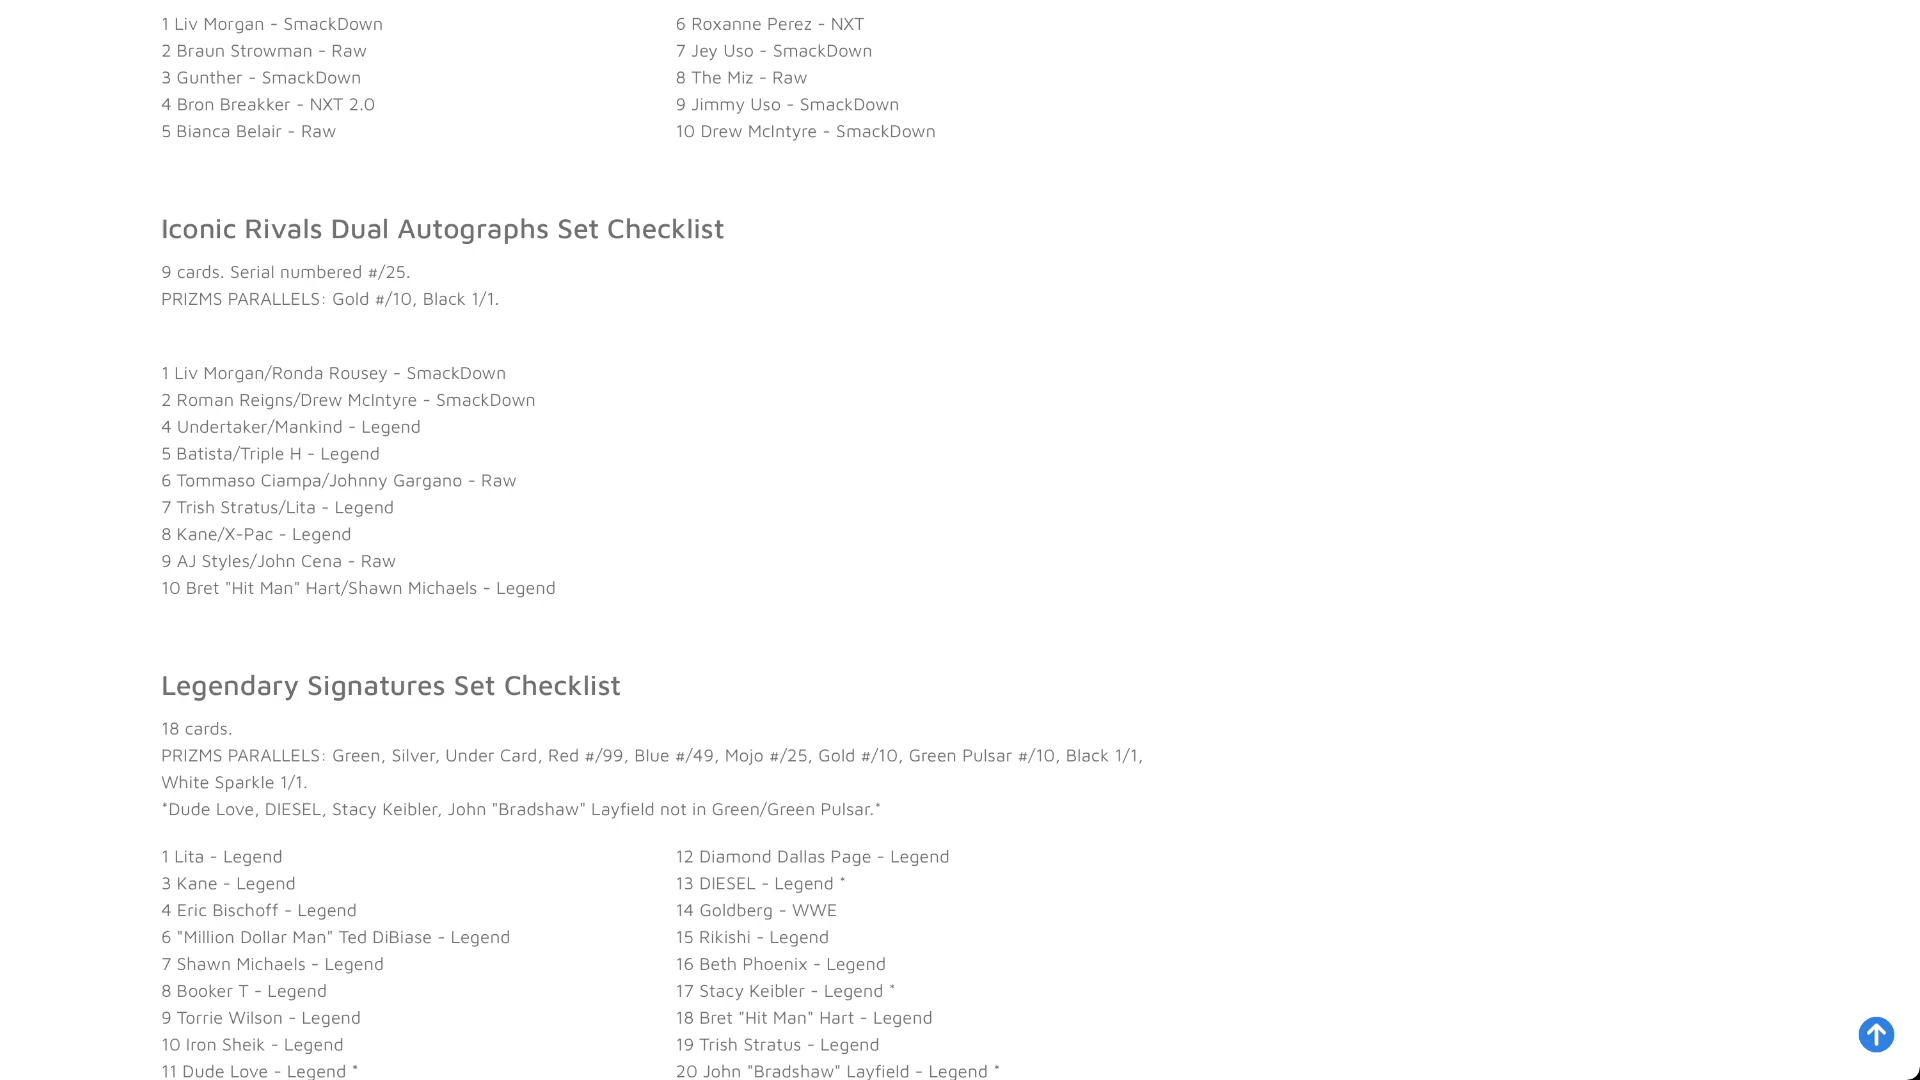 1 Liv Morgan - SmackDown
2 Braun Strowman - Raw
3 Gunther - SmackDown
4 Bron Breakker - NXT 2.0
5 Bianca Belair - Raw
6 Roxanne Perez - NXT
7 Jey Uso - SmackDown
8 The Miz - Raw
9 Jimmy Uso - SmackDown
10 Drew McIntyre - SmackDown
Iconic Rivals Dual Autographs Set Checklist
9 cards. Serial numbered #/25.
PRIZMS PARALLELS: Gold #/10, Black 1/1.
1 Liv Morgan/Ronda Rousey - SmackDown
2 Roman Reigns/Drew McIntyre - SmackDown
4 Undertaker/Mankind - Legend
5 Batista/Triple H - Legend
6 Tommaso Ciampa/Johnny Gargano - Raw
7 Trish Stratus/Lita - Legend
8 Kane/X-Pac - Legend
9 AJ Styles/John Cena - Raw
10 Bret "Hit Man" Hart/Shawn Michaels - Legend
Legendary Signatures Set Checklist
18 cards.
PRIZMS PARALLELS: Green, Silver, Under Card, Red #/99, Blue #/49, Mojo #/25, Gold #/10, Green Pulsar #/10, Black 1/1,
White Sparkle 1/1.
*Dude Love, DIESEL, Stacy Keibler, John "Bradshaw" Layfield not in Green/Green Pulsar.*
1 Lita - Legend
3 Kane - Legend
4 Eric Bischoff - Legend
6 "Million Dollar Man" Ted DiBiase - Legend
7 Shawn Michaels - Legend
8 Booker T - Legend
9 Torrie Wilson - Legend
10 Iron Sheik - Legend
11 Dude Love - Legend *
12 Diamond Dallas Page - Legend
13 DIESEL - Legend *
14 Goldberg - WWE
15 Rikishi - Legend
16 Beth Phoenix - Legend
17 Stacy Keibler - Legend *
18 Bret "Hit Man" Hart - Legend
19 Trish Stratus - Legend
20 John "Bradshaw" Layfield - Legend *